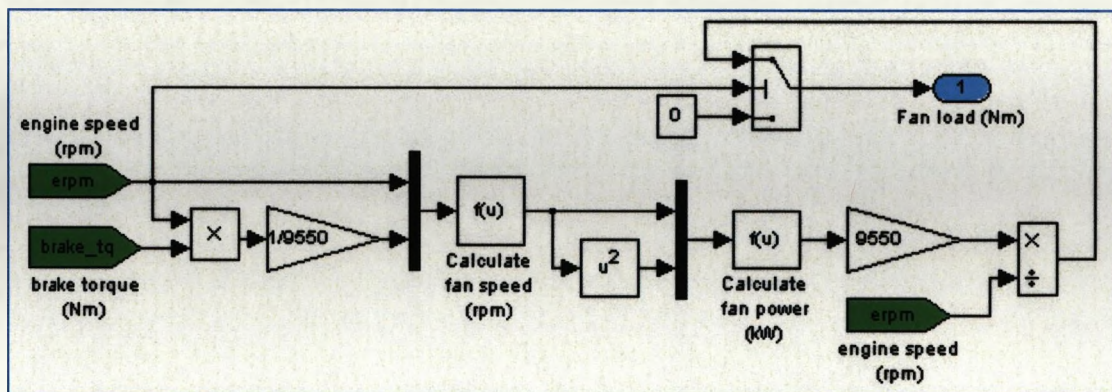 1
Fan load (Nm)
0
engine speed
(rpm)
erpm
brake_tq
brake torque
(Nm)
×
1/9550
f(u)
Calculate
fan speed
(rpm)
u²
f(u)
Calculate
fan power
(kW)
9550
×
÷
erpm
engine speed
(rpm)